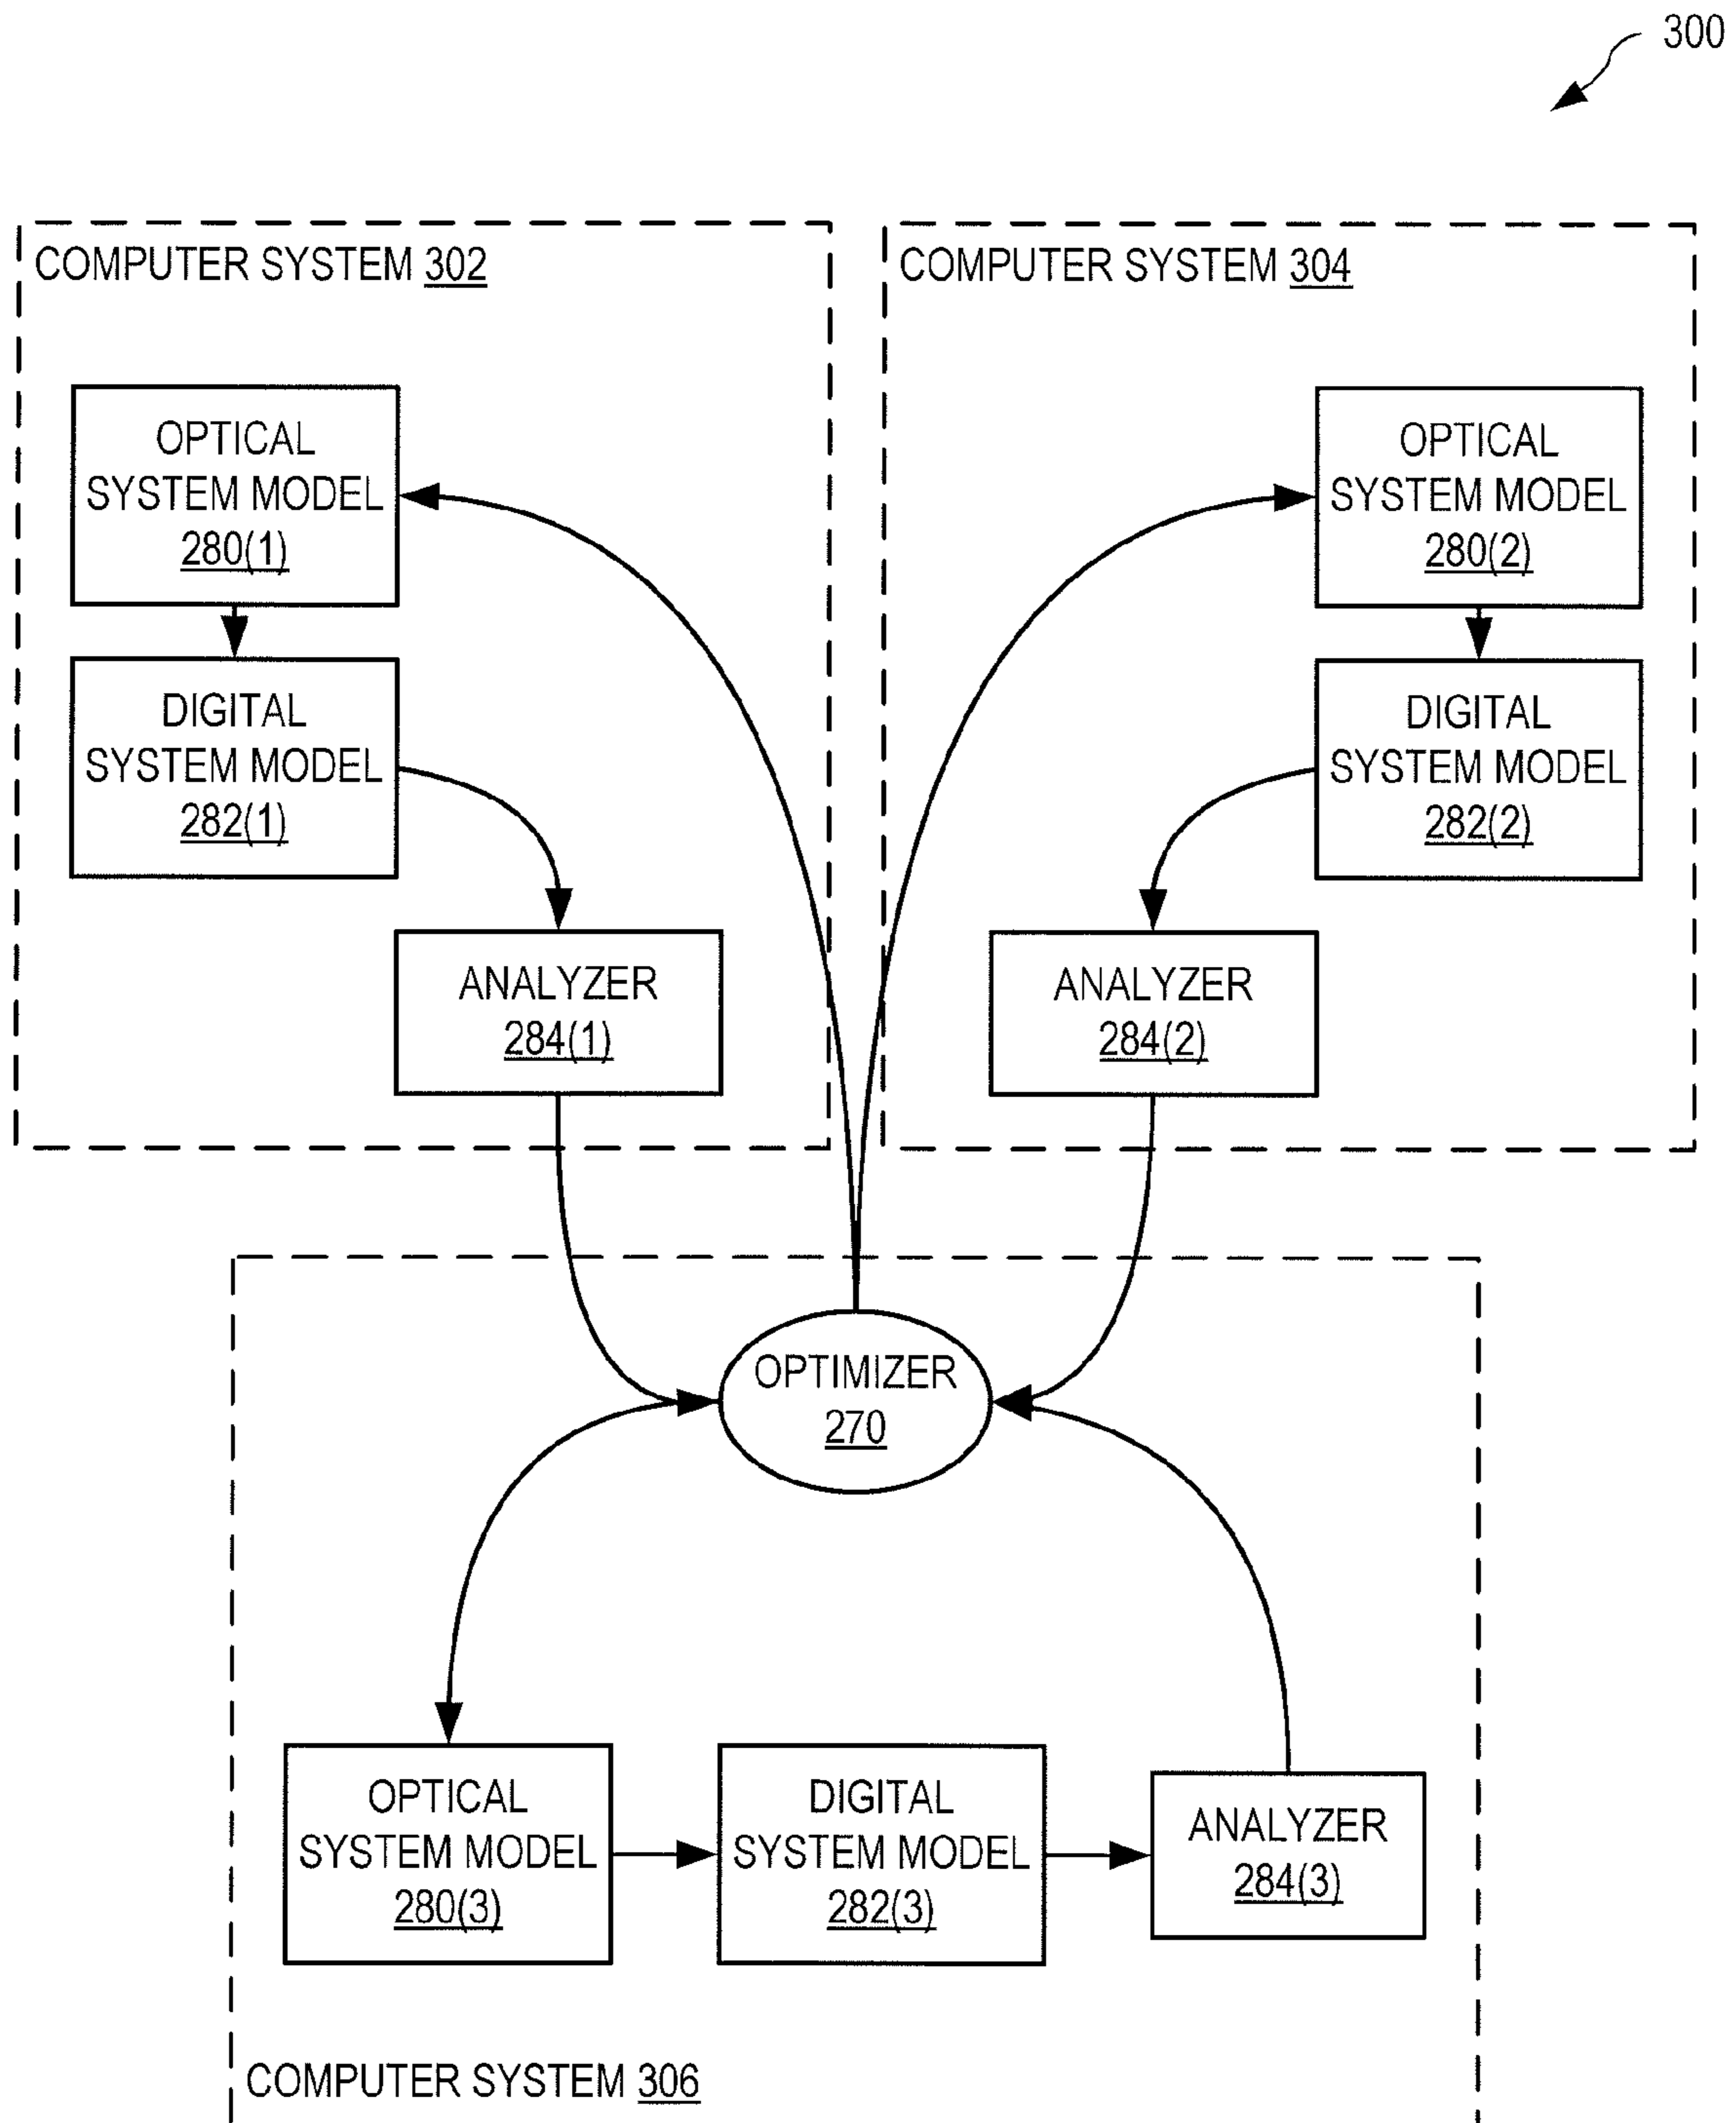 300
COMPUTER SYSTEM 302
OPTICAL
SYSTEM MODEL
280(1)
DIGITAL
SYSTEM MODEL
282(1)
ANALYZER
284(1)
COMPUTER SYSTEM 304
OPTICAL
SYSTEM MODEL
280(2)
DIGITAL
SYSTEM MODEL
282(2)
ANALYZER
284(2)
OPTIMIZER
270
OPTICAL
SYSTEM MODEL
280(3)
DIGITAL
SYSTEM MODEL
282(3)
ANALYZER
284(3)
COMPUTER SYSTEM 306